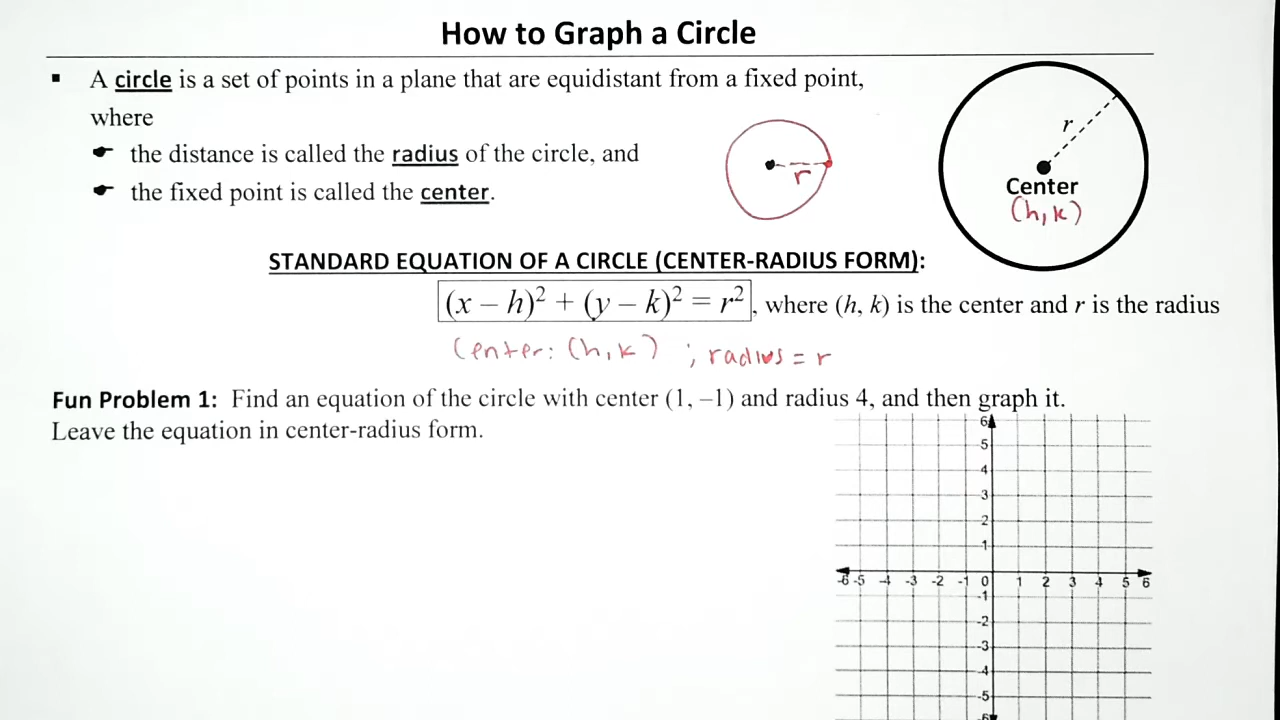 How to Graph a Circle
▪ A circle is a set of points in a plane that are equidistant from a fixed point,
where
☛ the distance is called the radius of the circle, and
☛ the fixed point is called the center.
r
r
Center
(h, k)
STANDARD EQUATION OF A CIRCLE (CENTER-RADIUS FORM):
(x – h)² + (y – k)² = r², where (h, k) is the center and r is the radius
Center: (h, k) ; radius = r
Fun Problem 1: Find an equation of the circle with center (1, –1) and radius 4, and then graph it.
Leave the equation in center-radius form.
6
5
4
3
2
1
-6 -5 -4 -3 -2 -1 0 1 2 3 4 5 6
-1
-2
-3
-4
-5
-6